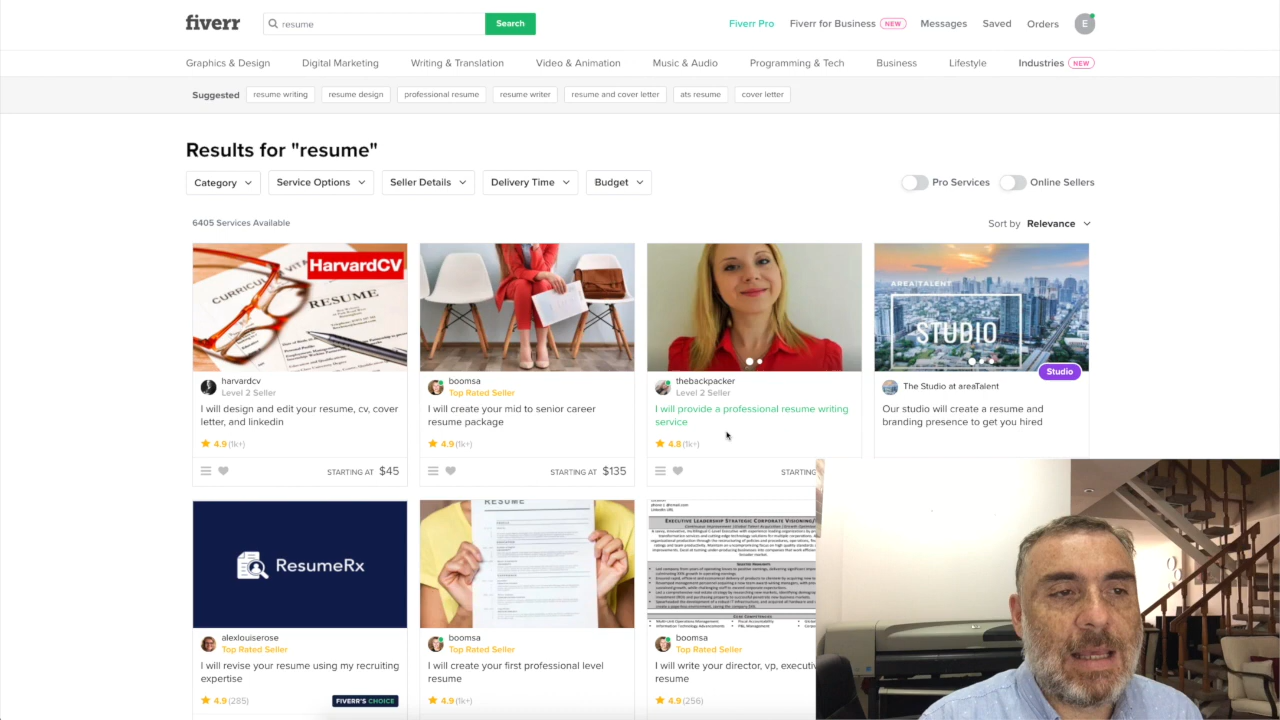 fiverr
resume
Search
Fiverr Pro
Fiverr for Business NEW
Messages
Saved
Orders
E
Graphics & Design
Digital Marketing
Writing & Translation
Video & Animation
Music & Audio
Programming & Tech
Business
Lifestyle
Industries NEW
Suggested
resume writing
resume design
professional resume
resume writer
resume and cover letter
ats resume
cover letter
Results for "resume"
Category
Service Options
Seller Details
Delivery Time
Budget
Pro Services
Online Sellers
6405 Services Available
Sort by Relevance
HarvardCV
RESUME
harvardcv
Level 2 Seller
I will design and edit your resume, cv, cover
letter, and linkedin
4.9 (1k+)
STARTING AT $45
boomsa
Top Rated Seller
I will create your mid to senior career
resume package
4.9 (1k+)
STARTING AT $135
thebackpacker
Level 2 Seller
I will provide a professional resume writing
service
4.8 (1k+)
STARTING
AREAITALENT
STUDIO
Studio
The Studio at areaTalent
Our studio will create a resume and
branding presence to get you hired
ResumeRx
alexlouiserose
Top Rated Seller
I will revise your resume using my recruiting
expertise
4.9 (285)
FIVERR'S CHOICE
RESUME
boomsa
Top Rated Seller
I will create your first professional level
resume
4.9 (1k+)
EXECUTIVE LEADERSHIP STRATEGIC CORPORATE VISIONING/
boomsa
Top Rated Seller
I will write your director, vp, executi
resume
4.9 (256)